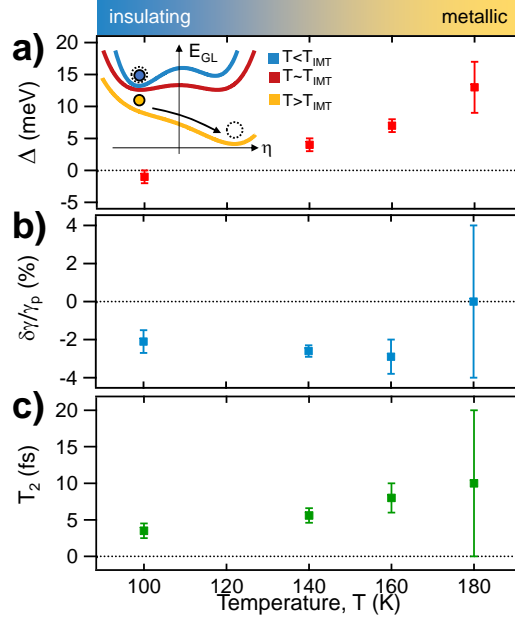 insulating metallic
a)
20
15
10
5
0
-5
Δ (meV)
E_GL
η
T<T_IMT
T~T_IMT
T>T_IMT
b)
4
2
0
-2
-4
δγ/γ_p (%)
c)
20
15
10
5
0
T_2 (fs)
100 120 140 160 180
Temperature, T (K)